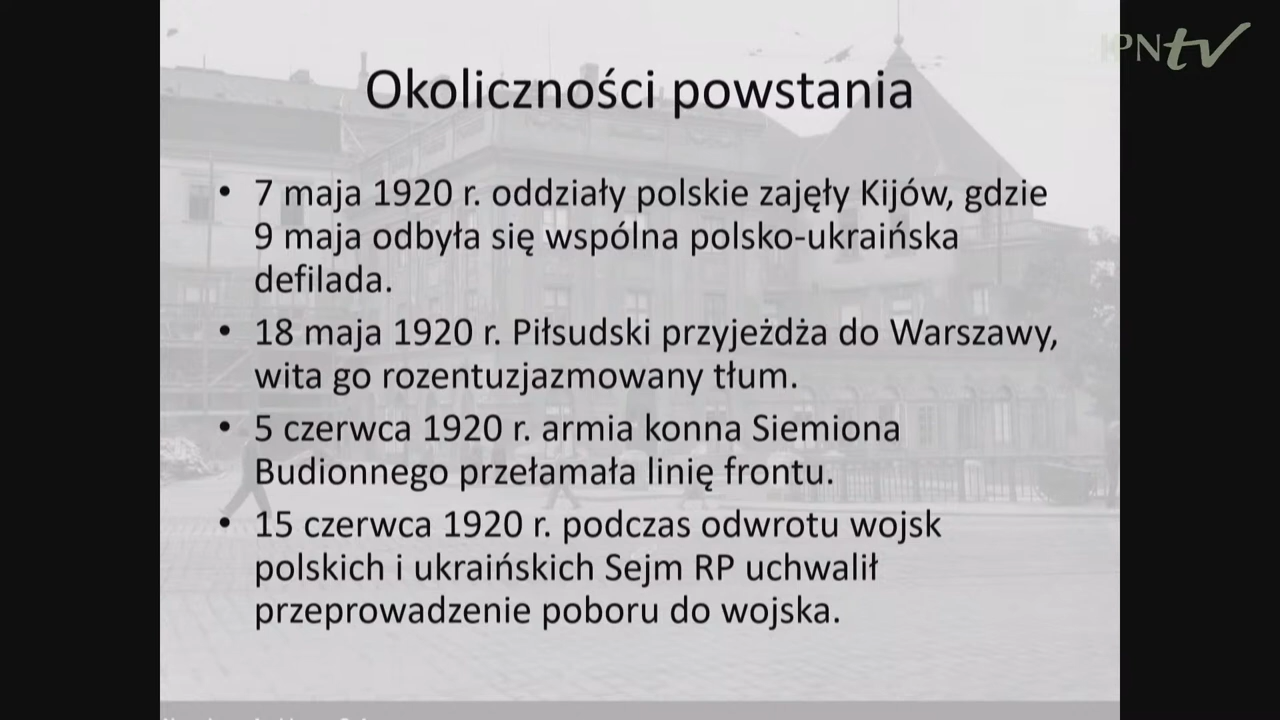 IPNtv
Okoliczności powstania
• 7 maja 1920 r. oddziały polskie zajęły Kijów, gdzie
9 maja odbyła się wspólna polsko-ukraińska
defilada.
• 18 maja 1920 r. Piłsudski przyjeżdża do Warszawy,
wita go rozentuzjazmowany tłum.
• 5 czerwca 1920 r. armia konna Siemiona
Budionnego przełamała linię frontu.
• 15 czerwca 1920 r. podczas odwrotu wojsk
polskich i ukraińskich Sejm RP uchwalił
przeprowadzenie poboru do wojska.